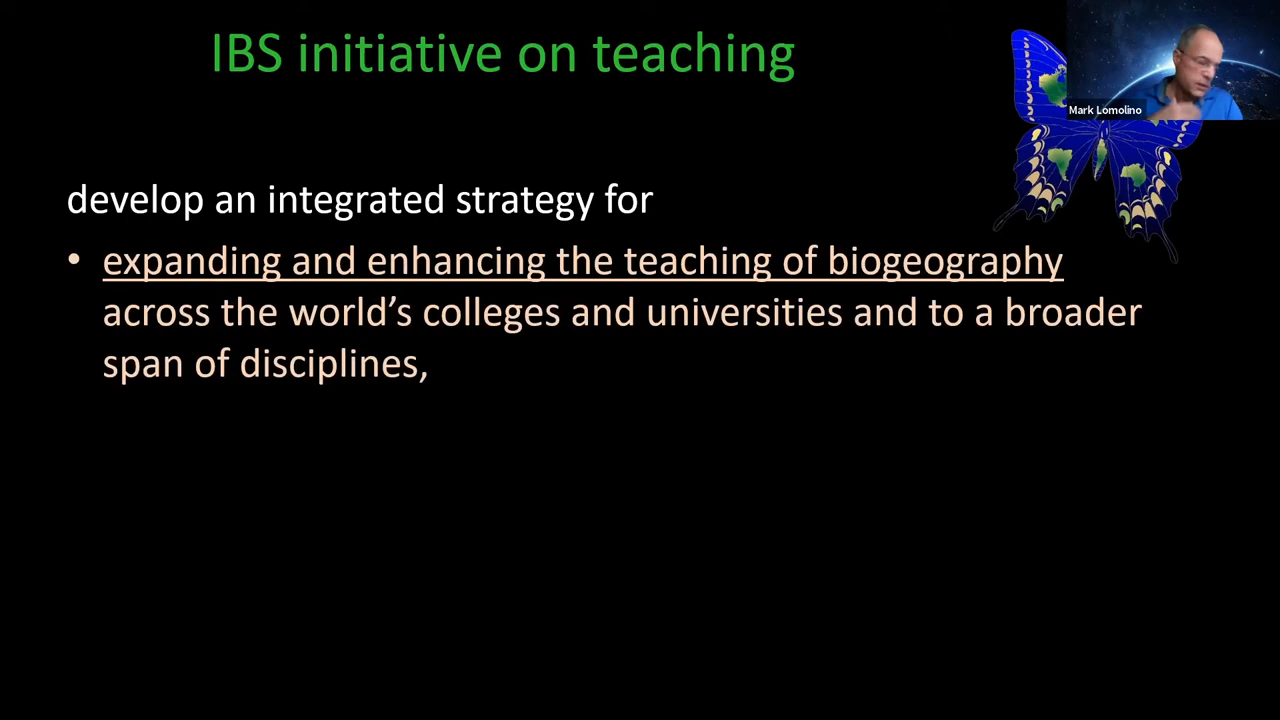 IBS initiative on teaching
Mark Lomolino
develop an integrated strategy for
• expanding and enhancing the teaching of biogeography
across the world’s colleges and universities and to a broader
span of disciplines,